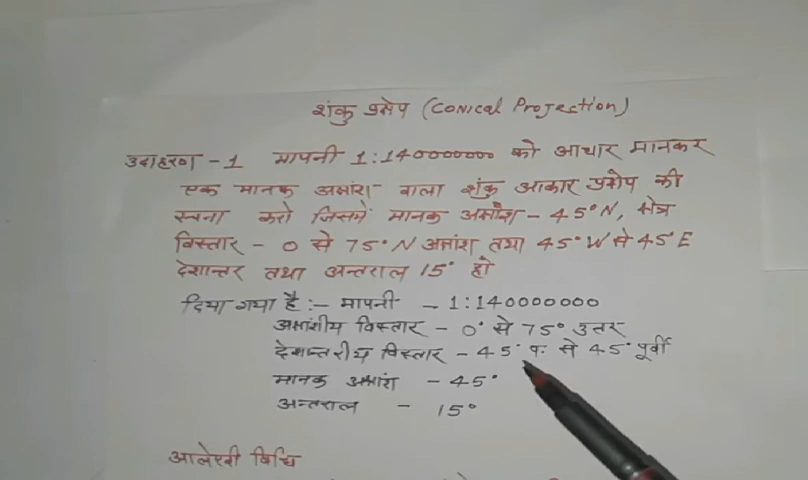 शंकु प्रक्षेप (Conical Projection)
उदाहरण - 1 मापनी 1:140000000 को आधार मानकर
एक मानक अक्षांश वाला शंकु आकार प्रक्षेप की
रचना करो जिसमें मानक अक्षांश - 45°N, क्षेत्र
विस्तार - 0 से 75°N अक्षांश तथा 45°W से 45°E
देशान्तर तथा अन्तराल 15° हो
दिया गया है :- मापनी - 1:140000000
अक्षांशीय विस्तार - 0° से 75° उत्तर
देशान्तरीय विस्तार - 45° प. से 45° पूर्वी
मानक अक्षांश - 45°
अन्तराल - 15°
आलेखी विधि